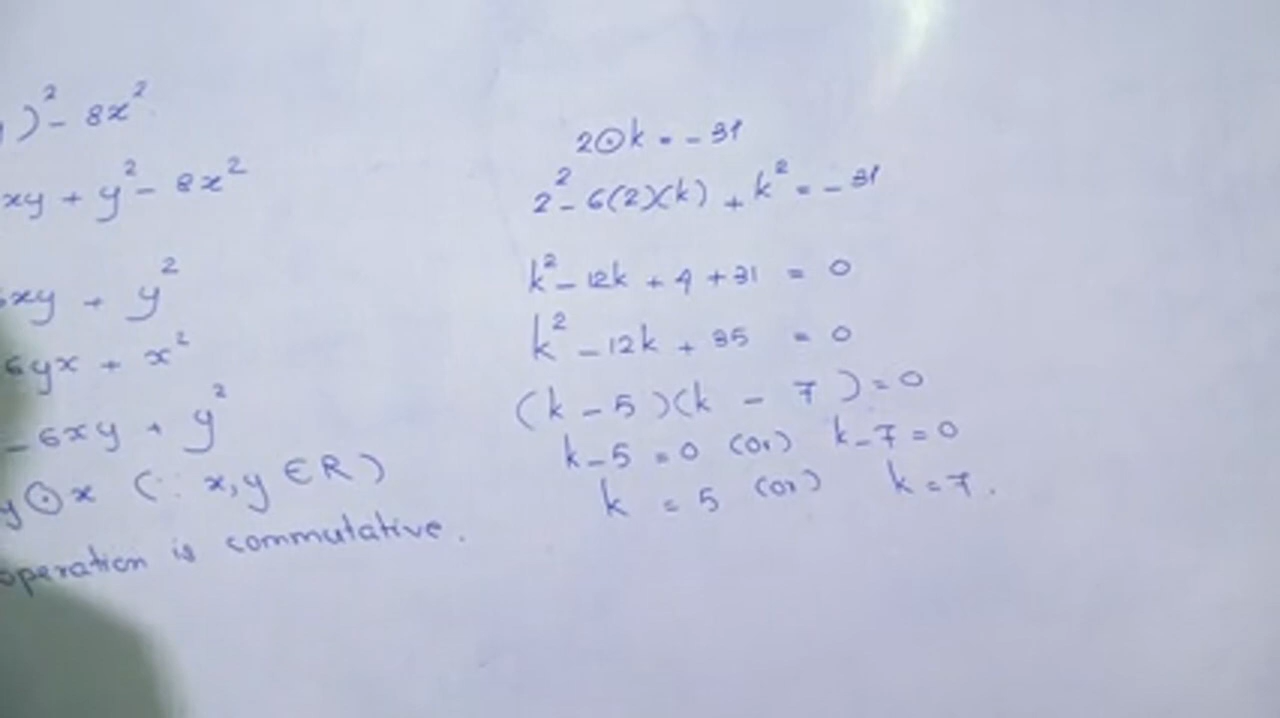 )² - 8x²
xy + y² - 8x²
6xy + y²
6yx + x²
- 6xy + y²
y⊙x (∵ x,y ∈ R)
operation is commutative.
2⊙k = - 31
2² - 6(2)(k) + k² = - 31
k² - 12k + 4 + 31 = 0
k² - 12k + 35 = 0
(k - 5)(k - 7) = 0
k - 5 = 0 (or) k - 7 = 0
k = 5 (or) k = 7.